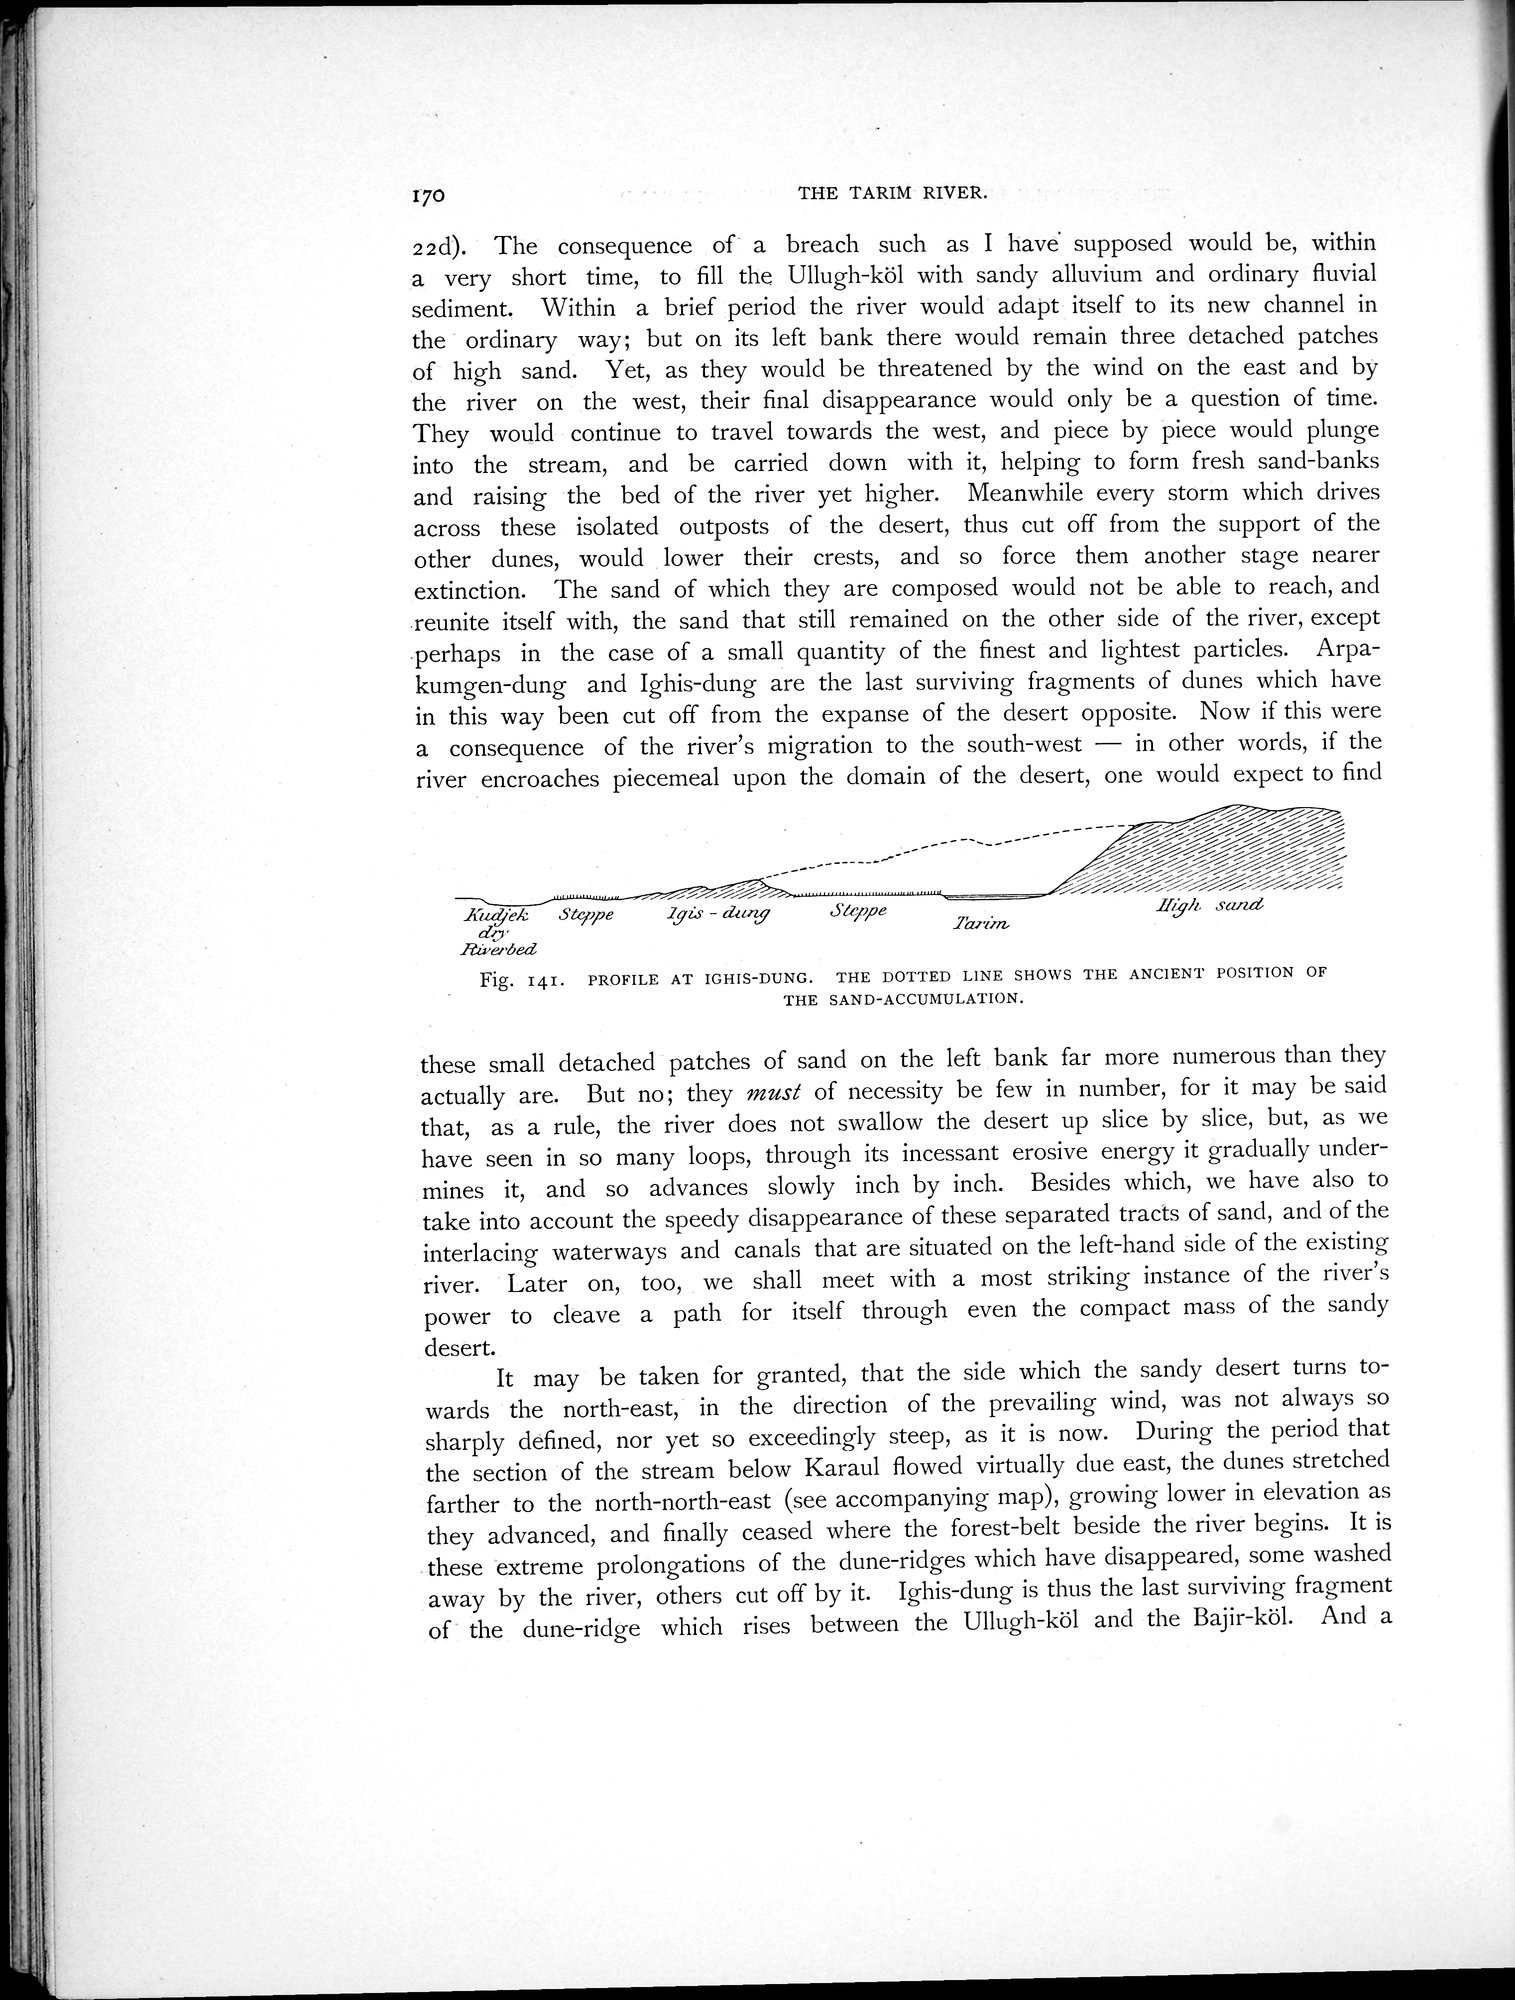 170
THE TARIM RIVER.
22d). The consequence of a breach such as I have supposed would be, within
a very short time, to fill the Ullugh-köl with sandy alluvium and ordinary fluvial
sediment. Within a brief period the river would adapt itself to its new channel in
the ordinary way; but on its left bank there would remain three detached patches
of high sand. Yet, as they would be threatened by the wind on the east and by
the river on the west, their final disappearance would only be a question of time.
They would continue to travel towards the west, and piece by piece would plunge
into the stream, and be carried down with it, helping to form fresh sand-banks
and raising the bed of the river yet higher. Meanwhile every storm which drives
across these isolated outposts of the desert, thus cut off from the support of the
other dunes, would lower their crests, and so force them another stage nearer
extinction. The sand of which they are composed would not be able to reach, and
reunite itself with, the sand that still remained on the other side of the river, except
perhaps in the case of a small quantity of the finest and lightest particles. Arpa-
kumgen-dung and Ighis-dung are the last surviving fragments of dunes which have
in this way been cut off from the expanse of the desert opposite. Now if this were
a consequence of the river's migration to the south-west — in other words, if the
river encroaches piecemeal upon the domain of the desert, one would expect to find
Kudjek Steppe Igis - dung Steppe Tarim High sand
dry
Riverbed
Fig. 141. PROFILE AT IGHIS-DUNG. THE DOTTED LINE SHOWS THE ANCIENT POSITION OF
THE SAND-ACCUMULATION.
these small detached patches of sand on the left bank far more numerous than they
actually are. But no; they must of necessity be few in number, for it may be said
that, as a rule, the river does not swallow the desert up slice by slice, but, as we
have seen in so many loops, through its incessant erosive energy it gradually under-
mines it, and so advances slowly inch by inch. Besides which, we have also to
take into account the speedy disappearance of these separated tracts of sand, and of the
interlacing waterways and canals that are situated on the left-hand side of the existing
river. Later on, too, we shall meet with a most striking instance of the river's
power to cleave a path for itself through even the compact mass of the sandy
desert.
It may be taken for granted, that the side which the sandy desert turns to-
wards the north-east, in the direction of the prevailing wind, was not always so
sharply defined, nor yet so exceedingly steep, as it is now. During the period that
the section of the stream below Karaul flowed virtually due east, the dunes stretched
farther to the north-north-east (see accompanying map), growing lower in elevation as
they advanced, and finally ceased where the forest-belt beside the river begins. It is
these extreme prolongations of the dune-ridges which have disappeared, some washed
away by the river, others cut off by it. Ighis-dung is thus the last surviving fragment
of the dune-ridge which rises between the Ullugh-köl and the Bajir-köl. And a